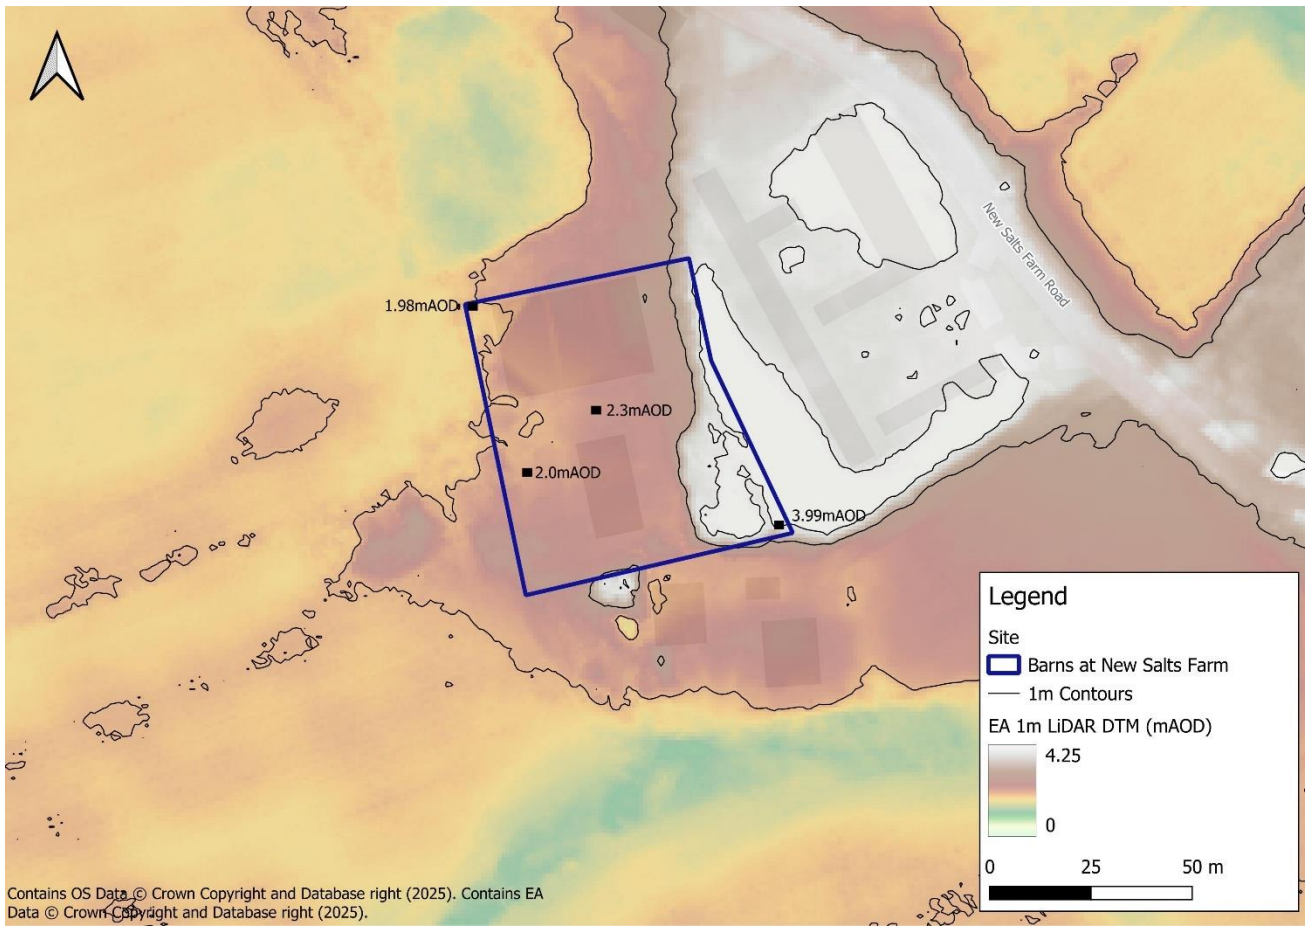 New Salts Farm Road
1.98mAOD
2.3mAOD
2.0mAOD
3.99mAOD
Legend
Site
Barns at New Salts Farm
1m Contours
EA 1m LiDAR DTM (mAOD)
4.25
0
0 25 50 m
Contains OS Data © Crown Copyright and Database right (2025). Contains EA
Data © Crown Copyright and Database right (2025).